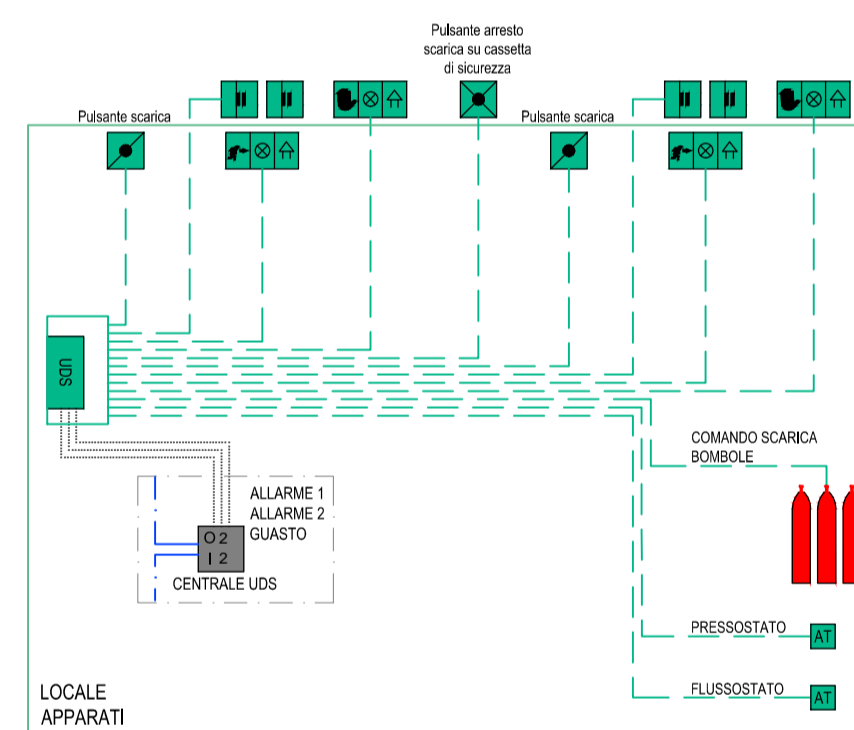 Pulsante arresto
scarica su cassetta
di sicurezza
Pulsante scarica
Pulsante scarica
UDS
COMANDO SCARICA
BOMBOLE
ALLARME 1
ALLARME 2
GUASTO
O 2
I 2
CENTRALE UDS
PRESSOSTATO
AT
FLUSSOSTATO
AT
LOCALE
APPARATI